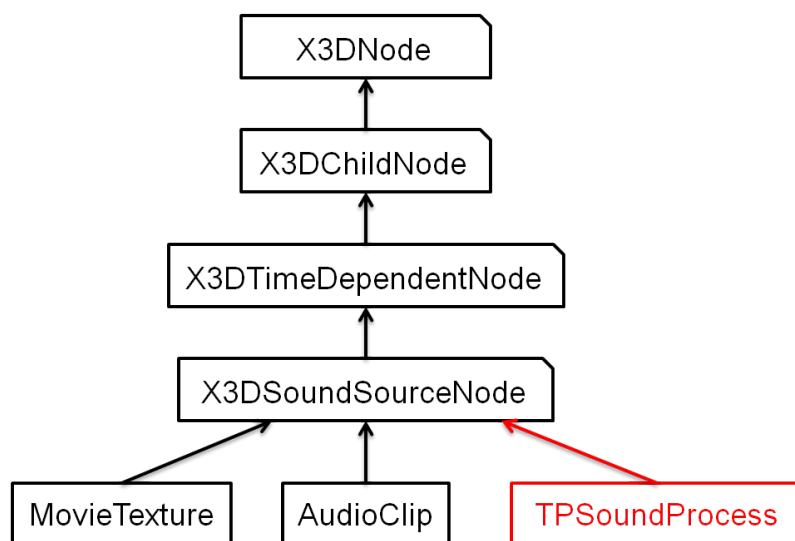 X3DNode
X3DChildNode
X3DTimeDependentNode
X3DSoundSourceNode
MovieTexture
AudioClip
TPSoundProcess